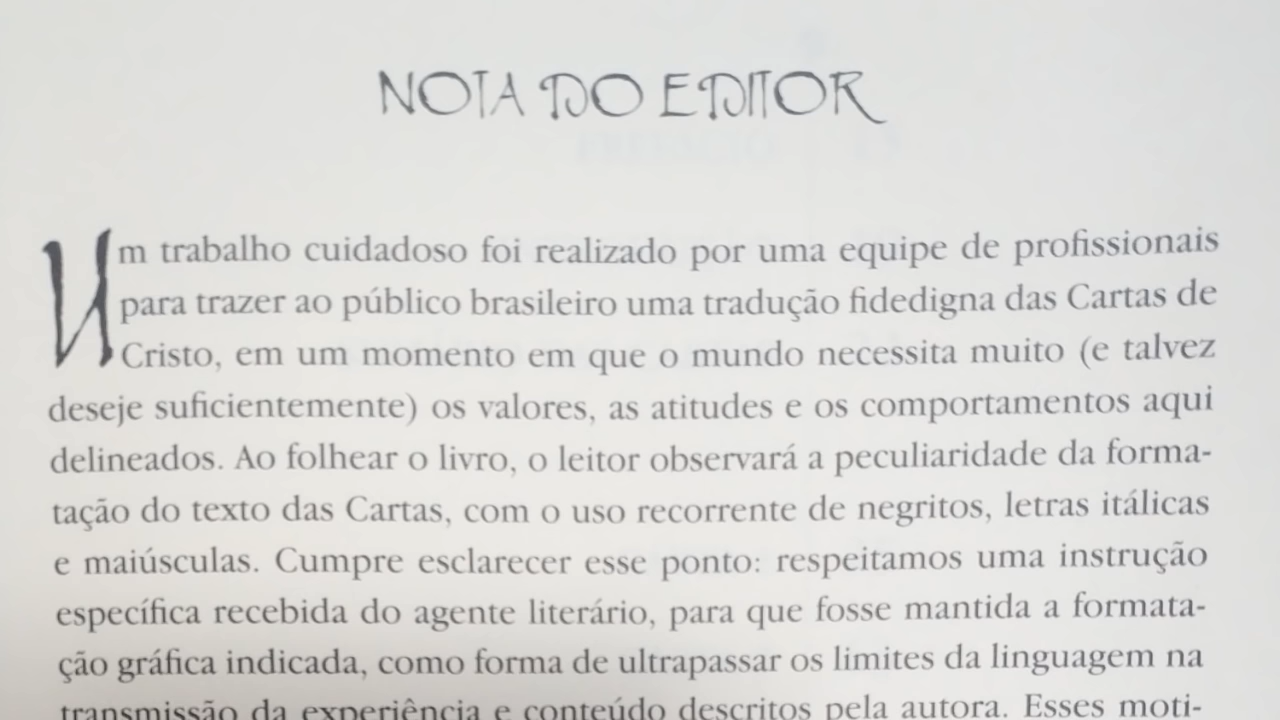 NOTA DO EDITOR
Um trabalho cuidadoso foi realizado por uma equipe de profissionais
para trazer ao público brasileiro uma tradução fidedigna das Cartas de
Cristo, em um momento em que o mundo necessita muito (e talvez
deseje suficientemente) os valores, as atitudes e os comportamentos aqui
delineados. Ao folhear o livro, o leitor observará a peculiaridade da forma-
tação do texto das Cartas, com o uso recorrente de negritos, letras itálicas
e maiúsculas. Cumpre esclarecer esse ponto: respeitamos uma instrução
específica recebida do agente literário, para que fosse mantida a formata-
ção gráfica indicada, como forma de ultrapassar os limites da linguagem na
transmissão da experiência e conteúdo descritos pela autora. Esses moti-